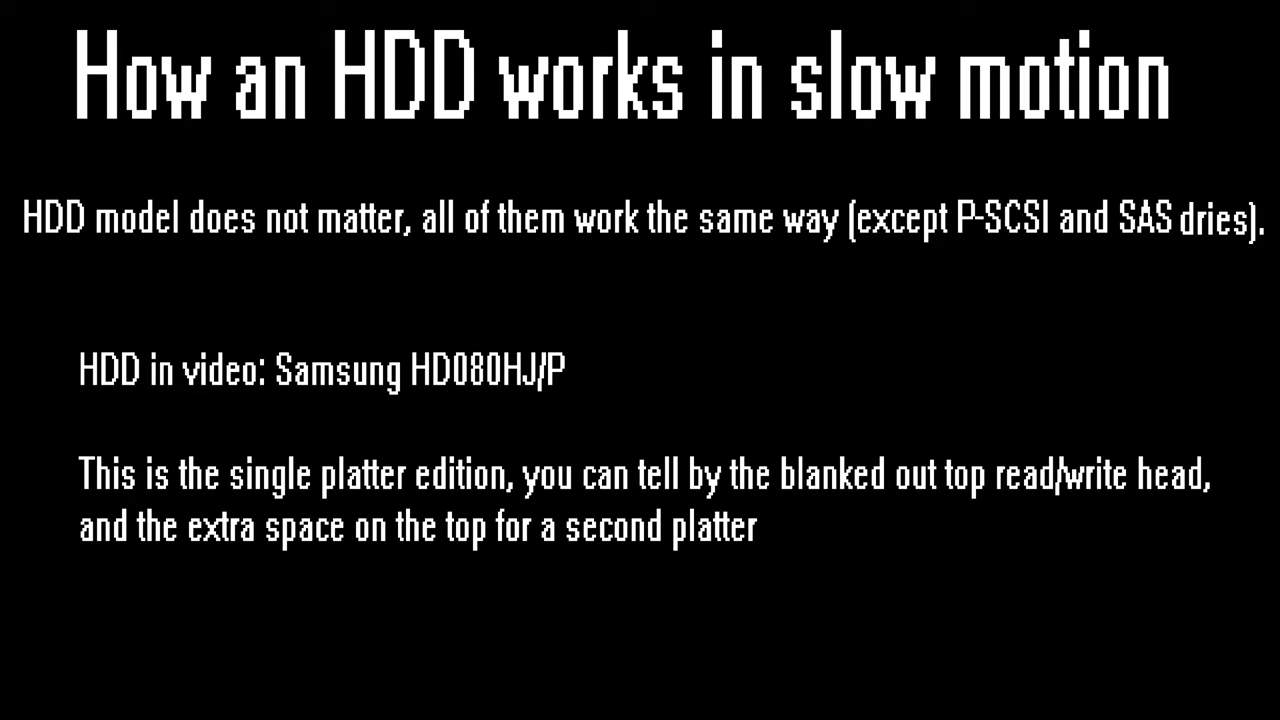 How an HDD works in slow motion
HDD model does not matter, all of them work the same way (except P-SCSI and SAS dries).
HDD in video: Samsung HD080HJ/P
This is the single platter edition, you can tell by the blanked out top read/write head,
and the extra space on the top for a second platter